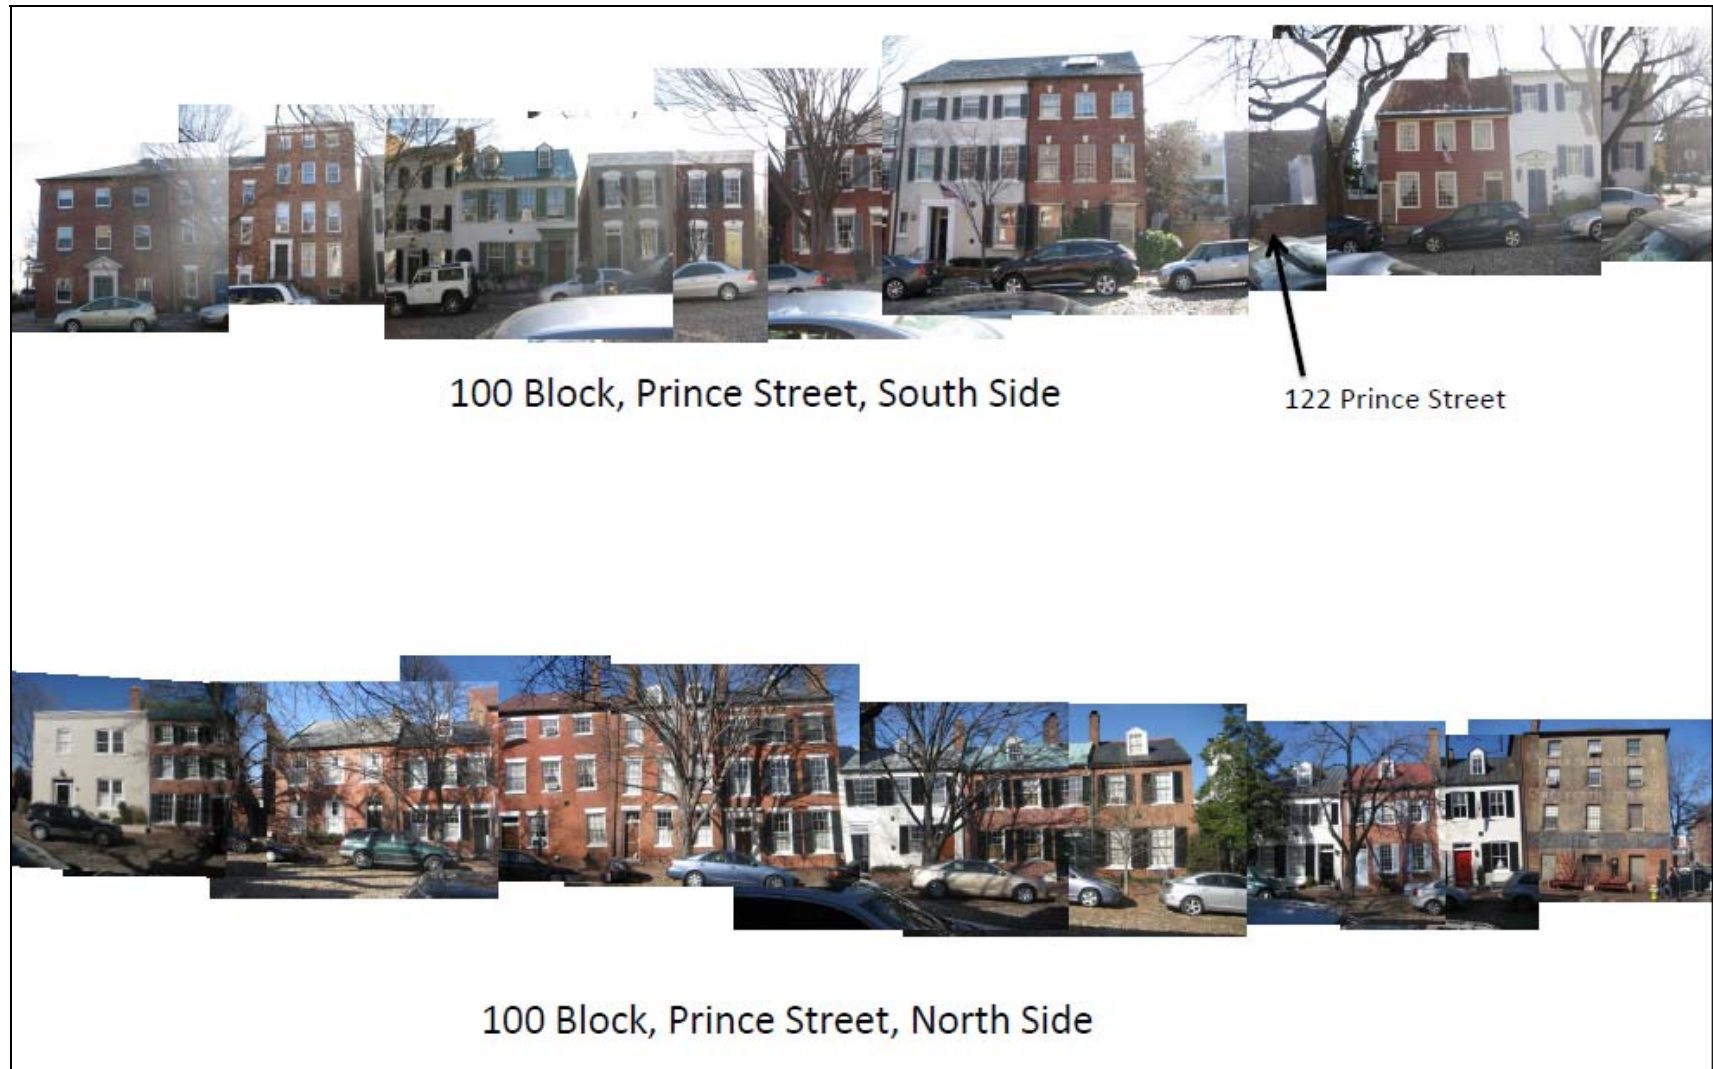 100 Block, Prince Street, South Side
122 Prince Street
100 Block, Prince Street, North Side